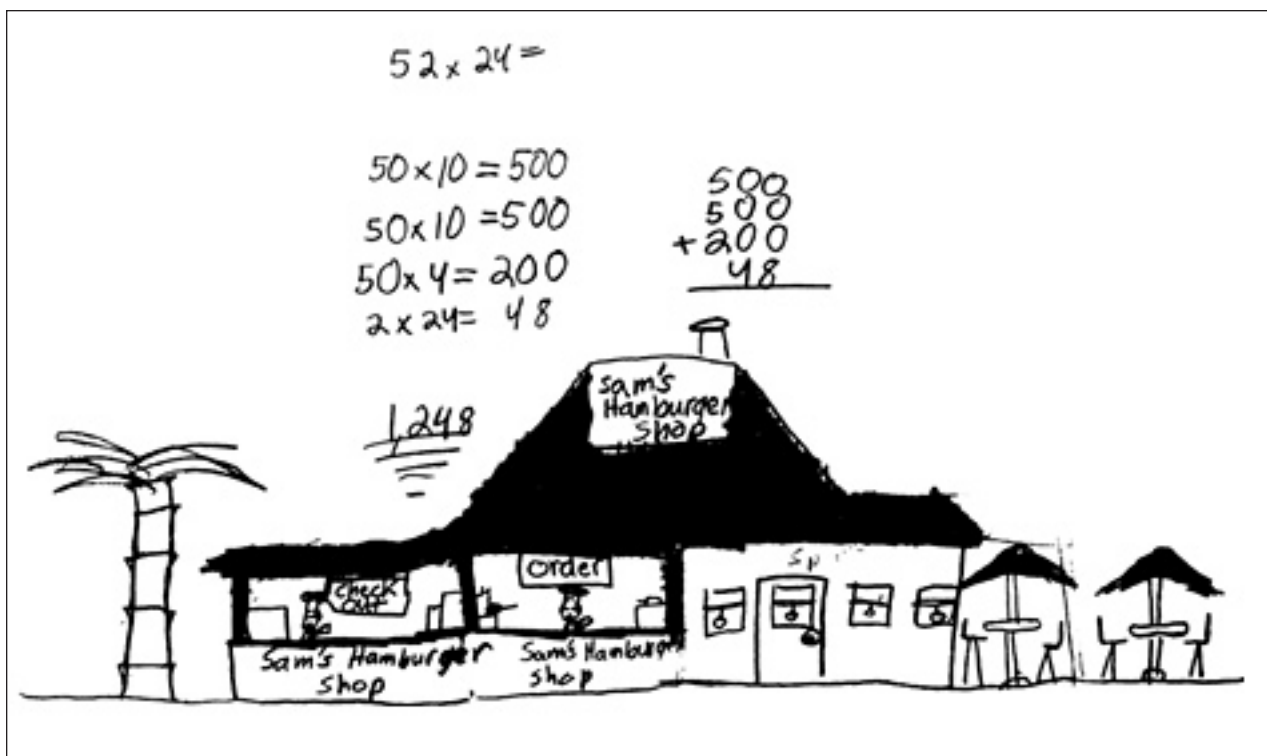 52 x 24 =
50 x 10 = 500
50 x 10 = 500
50 x 4 = 200
2 x 24 = 48
500
500
+ 200
48
1,248
Sam's
Hamburger
Shop
Check
out
order
Sp
Sam's Hamburger
Shop
Sam's Hamburger
shop